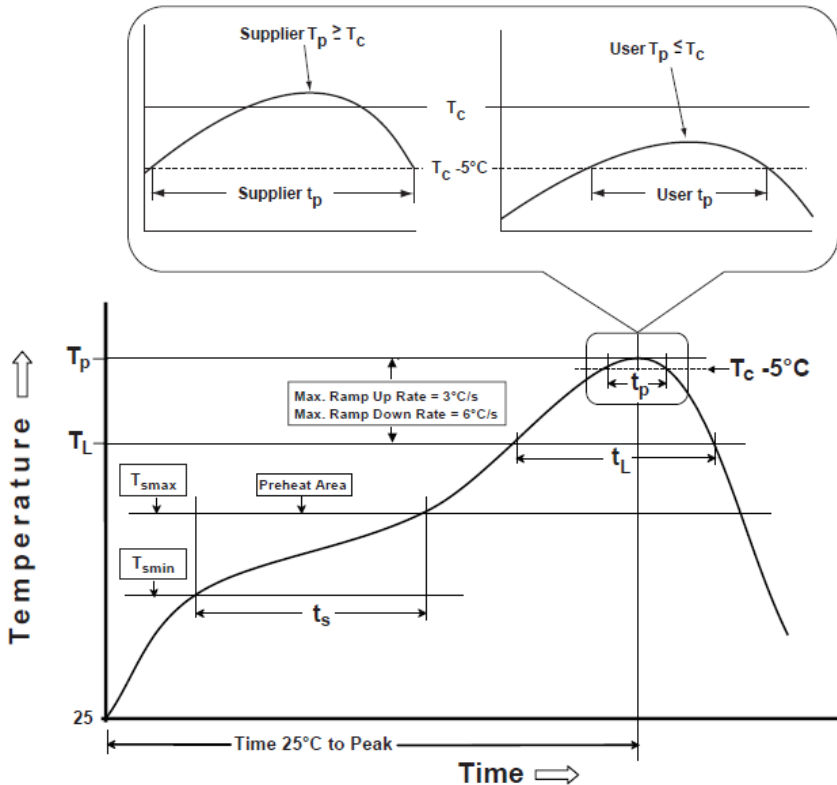 Supplier Tp ≥ Tc
User Tp ≤ Tc
Tc
Tc -5°C
Supplier tp
User tp
Tp
Tc -5°C
tp
Max. Ramp Up Rate = 3°C/s
Max. Ramp Down Rate = 6°C/s
TL
tL
Tsmax
Preheat Area
Tsmin
ts
Temperature
25
Time 25°C to Peak
Time